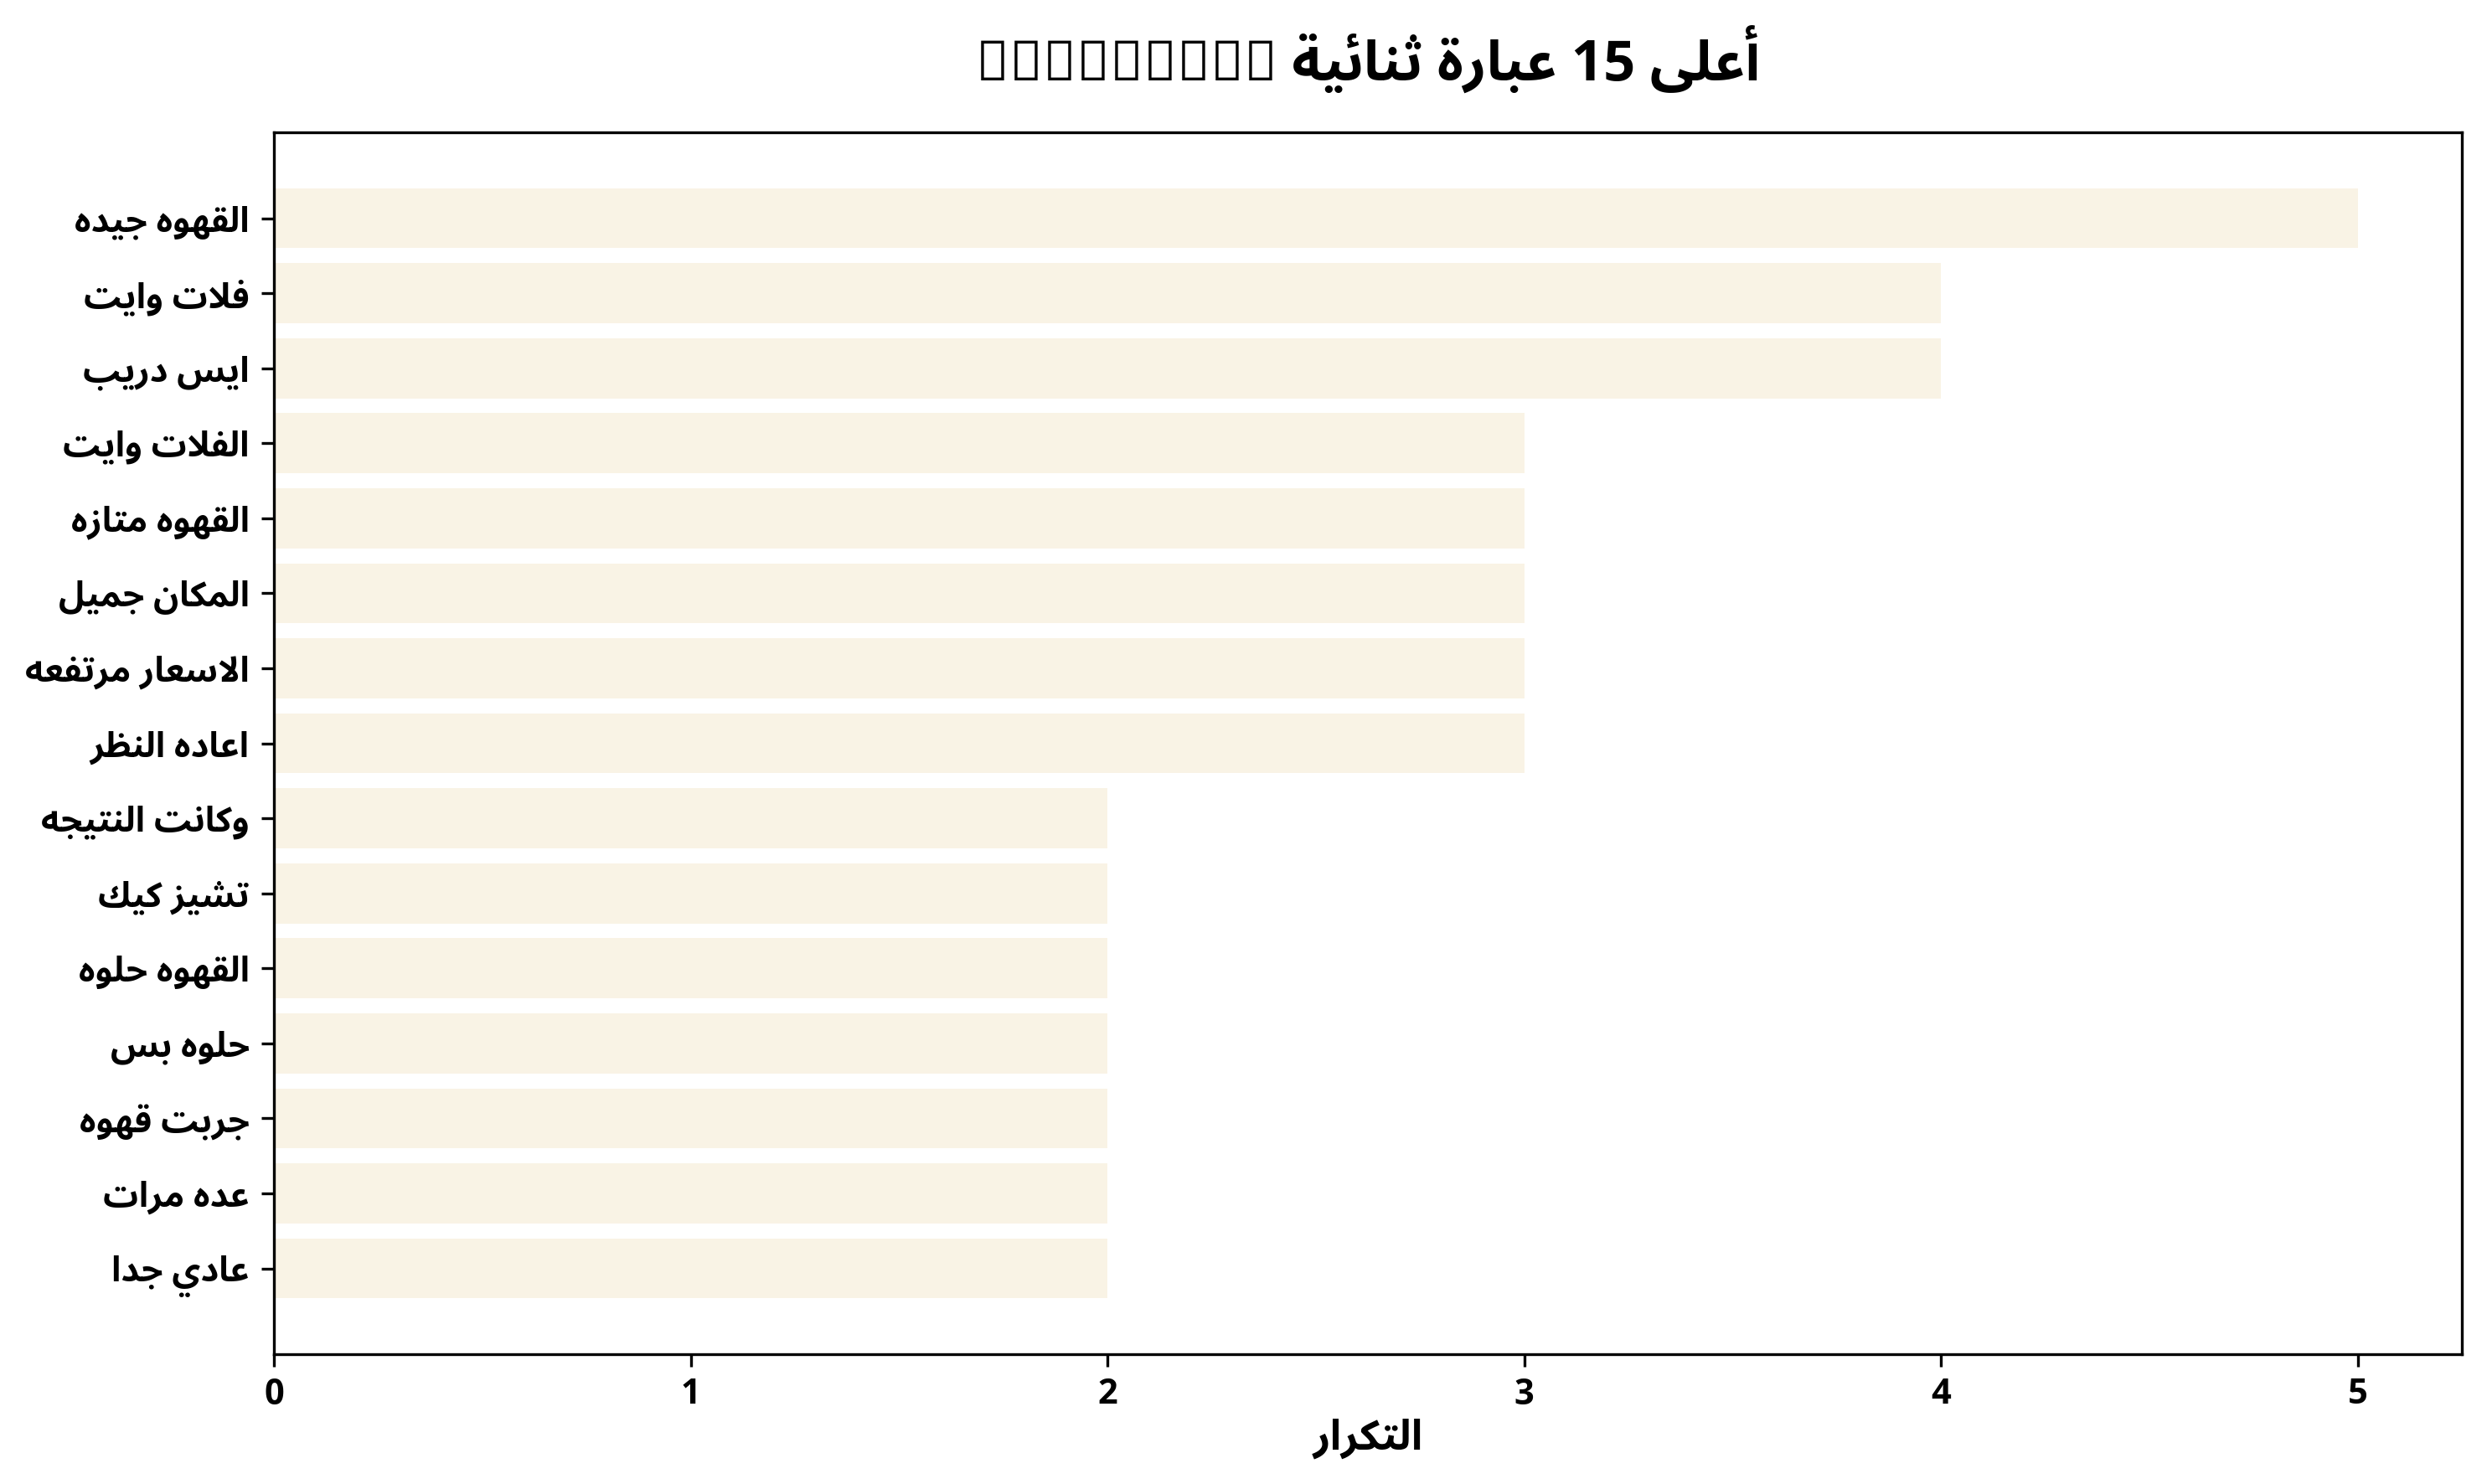 أعلى 15 عبارة ثنائية
القهوه جيده
فلات وايت
ايس دريب
الفلات وايت
القهوه متازه
المكان جميل
الاسعار مرتفعه
اعاده النظر
وكانت النتيجه
تشيز كيك
القهوه حلوه
حلوه بس
جربت قهوه
عده مرات
عادي جدا
0 1 2 3 4 5
التكرار